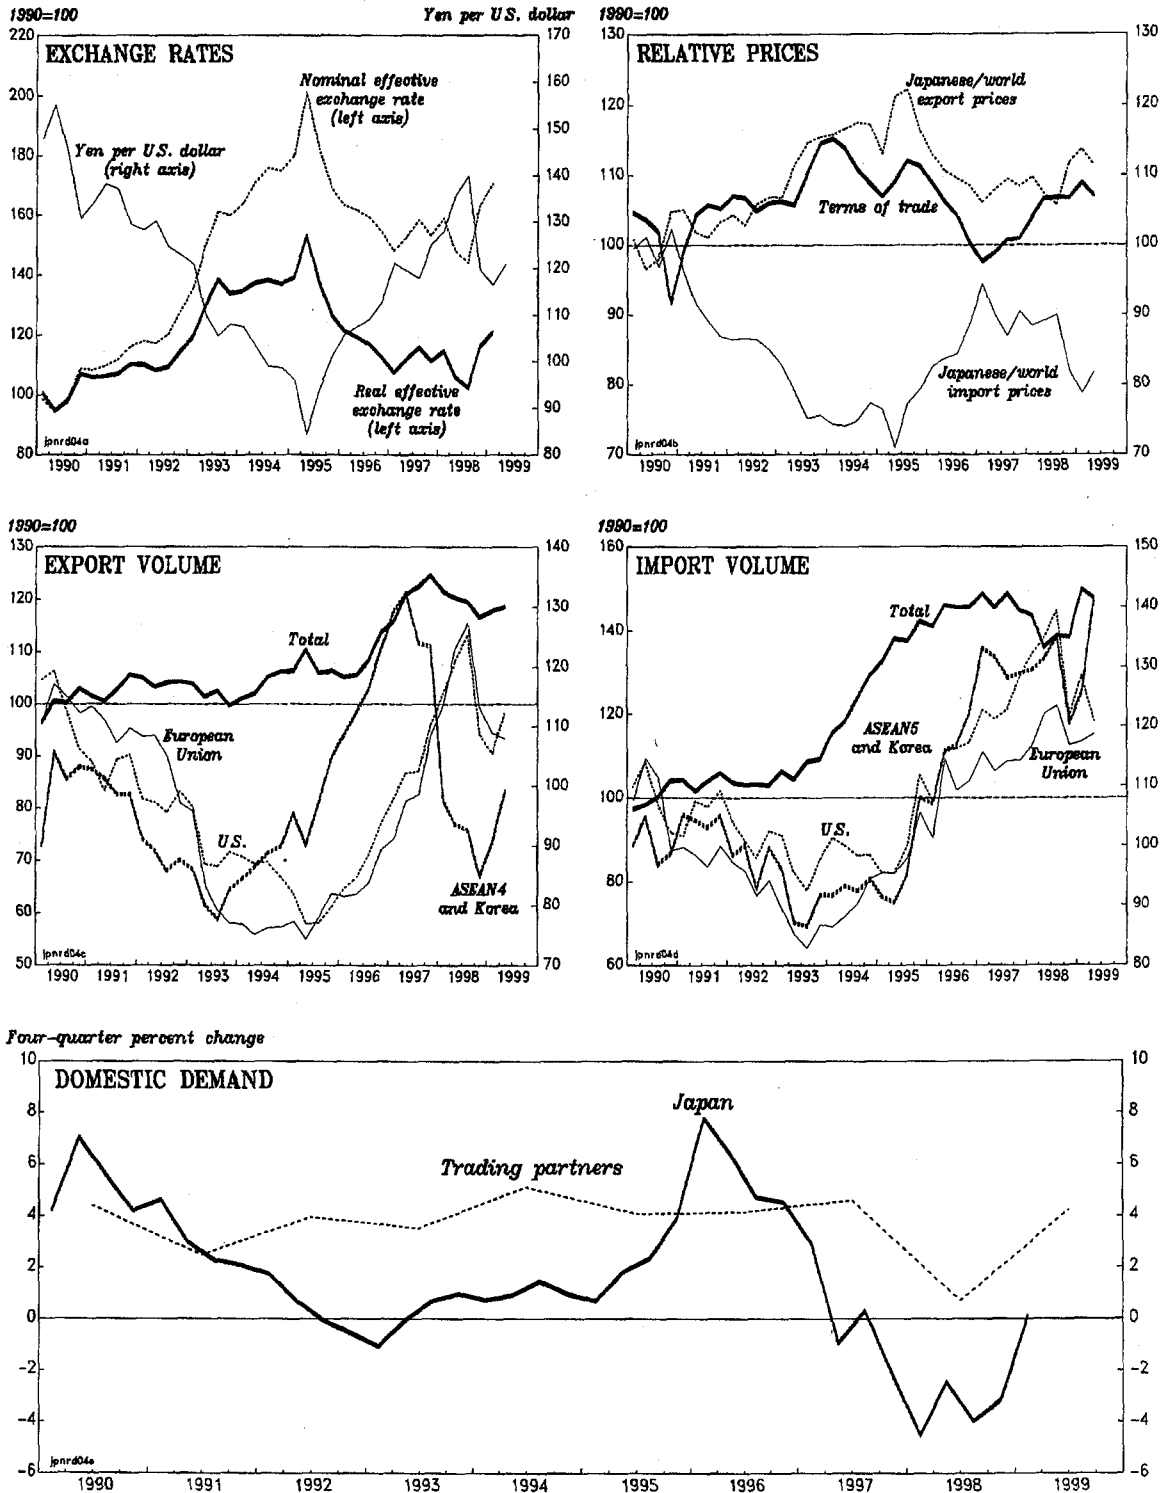 1990=100
Yen per U.S. dollar
1990=100
220
170
130
130
EXCHANGE RATES
RELATIVE PRICES
Nominal effective
exchange rate
(left axis)
Yen per U.S. dollar
(right axis)
Real effective
exchange rate
(left axis)
200
180
160
140
120
100
80
160
150
140
130
120
110
100
90
80
jpnrd04a
1990 1991 1992 1993 1994 1995 1996 1997 1998 1999
Japanese/world
export prices
Terms of trade
Japanese/world
import prices
120
110
100
90
80
70
120
110
100
90
80
70
jpnrd04b
1990 1991 1992 1993 1994 1995 1996 1997 1998 1999
1990=100
1990=100
130
140
160
150
EXPORT VOLUME
IMPORT VOLUME
Total
European
Union
U.S.
ASEAN4
and Korea
120
110
100
90
80
70
60
50
130
120
110
100
90
80
70
jpnrd04c
1990 1991 1992 1993 1994 1995 1996 1997 1998 1999
Total
ASEAN5
and Korea
European
Union
U.S.
140
120
100
80
60
140
130
120
110
100
90
80
jpnrd04d
1990 1991 1992 1993 1994 1995 1996 1997 1998 1999
Four-quarter percent change
10
10
DOMESTIC DEMAND
Japan
Trading partners
8
6
4
2
0
-2
-4
-6
8
6
4
2
0
-2
-4
-6
jpnrd04e
1990 1991 1992 1993 1994 1995 1996 1997 1998 1999